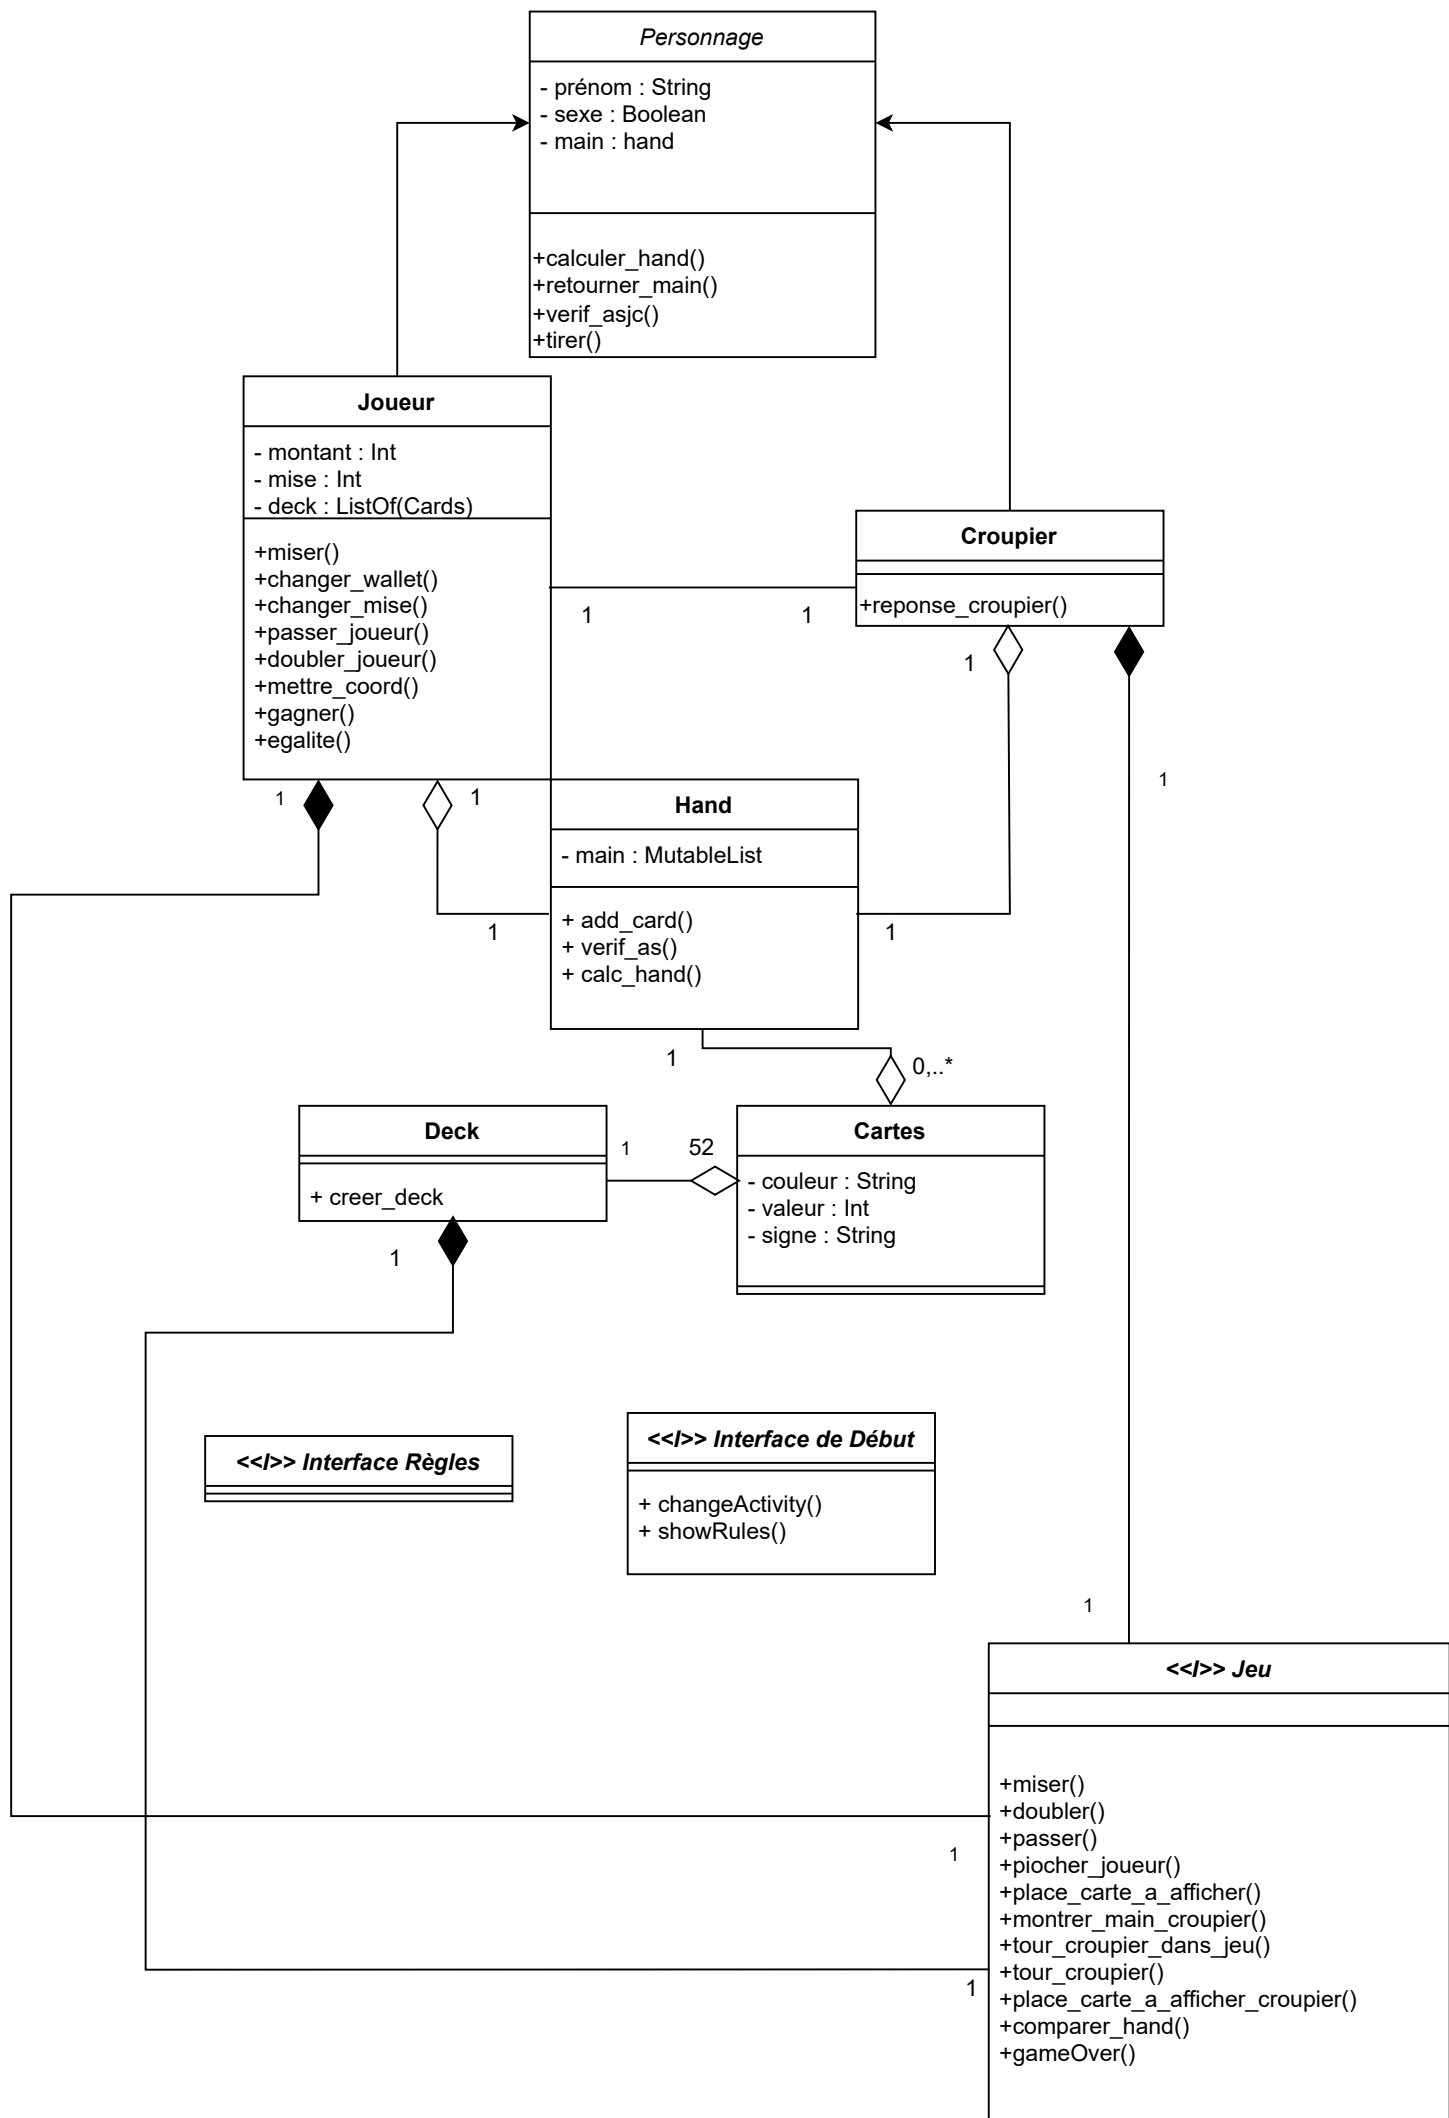 Personnage
- prénom : String
- sexe : Boolean
- main : hand
+calculer_hand()
+retourner_main()
+verif_asjc()
+tirer()
Joueur
- montant : Int
- mise : Int
- deck : ListOf(Cards)
+miser()
+changer_wallet()
+changer_mise()
+passer_joueur()
+doubler_joueur()
+mettre_coord()
+gagner()
+egalite()
Croupier
+reponse_croupier()
1
1
1
1
1
1
Hand
- main : MutableList
+ add_card()
+ verif_as()
+ calc_hand()
1
1
1
0,..*
Deck
+ creer_deck
1
52
Cartes
- couleur : String
- valeur : Int
- signe : String
1
<<I>> Interface Règles
<<I>> Interface de Début
+ changeActivity()
+ showRules()
1
<<I>> Jeu
+miser()
+doubler()
+passer()
+piocher_joueur()
+place_carte_a_afficher()
+montrer_main_croupier()
+tour_croupier_dans_jeu()
+tour_croupier()
+place_carte_a_afficher_croupier()
+comparer_hand()
+gameOver()
1
1